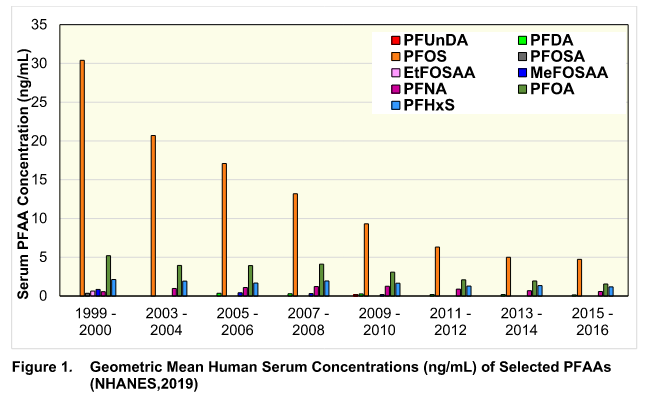 35
30
25
20
15
10
5
0
Serum PFAA Concentration (ng/mL)
PFUnDA
PFDA
PFOS
PFOSA
EtFOSAA
MeFOSAA
PFNA
PFOA
PFHxS
1999 -
2000
2003 -
2004
2005 -
2006
2007 -
2008
2009 -
2010
2011 -
2012
2013 -
2014
2015 -
2016
Figure 1. Geometric Mean Human Serum Concentrations (ng/mL) of Selected PFAAs
(NHANES,2019)